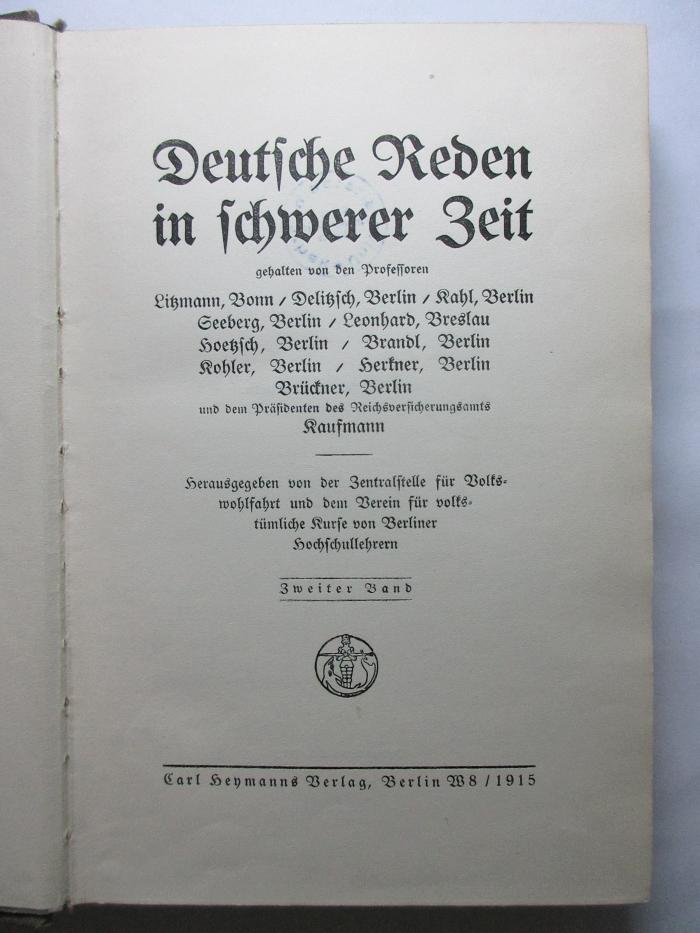 Deutſche Reden
in ſchwerer Zeit
gehalten von den Profeſſoren
Litzmann, Bonn / Delitzſch, Berlin / Kahl, Berlin
Seeberg, Berlin / Leonhard, Breslau
Hoetzſch, Berlin / Brandl, Berlin
Kohler, Berlin / Herkner, Berlin
Brückner, Berlin
und dem Präſidenten des Reichsverſicherungsamts
Kaufmann
Herausgegeben von der Zentralſtelle für Volks-
wohlfahrt und dem Verein für volks-
tümliche Kurſe von Berliner
Hochſchullehrern
Zweiter Band
Carl Heymanns Verlag, Berlin W8 / 1915